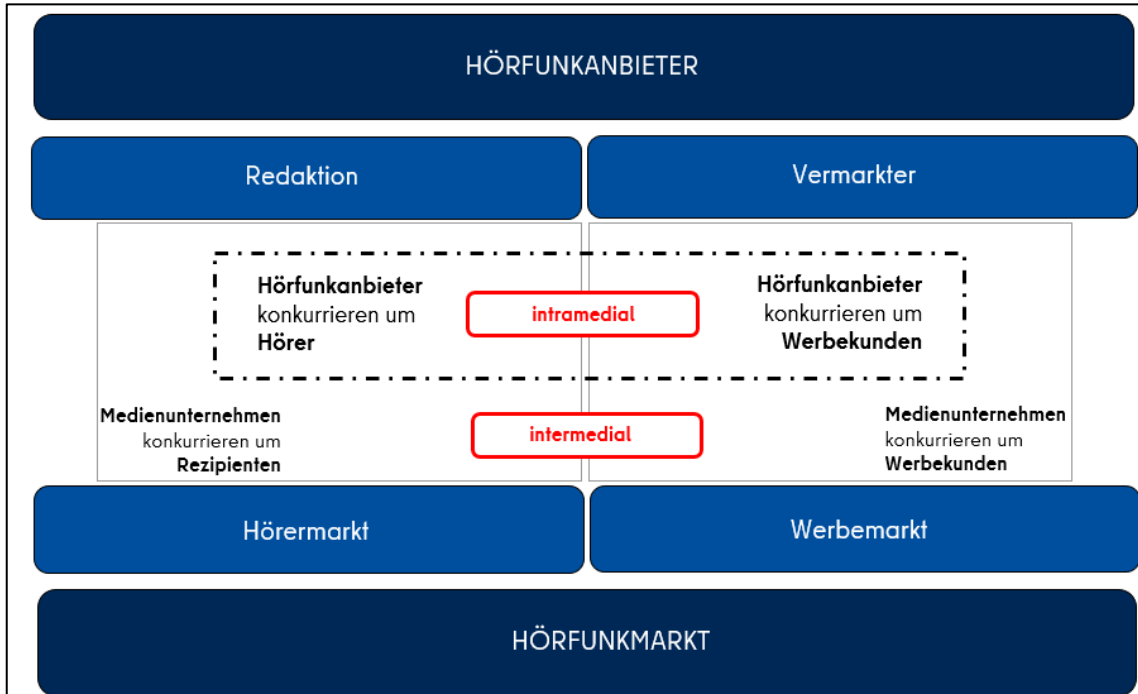 HÖRFUNKANBIETER
Redaktion
Vermarkter
Hörfunkanbieter
konkurrieren um
Hörer
intramedial
Hörfunkanbieter
konkurrieren um
Werbekunden
Medienunternehmen
konkurrieren um
Rezipienten
intermedial
Medienunternehmen
konkurrieren um
Werbekunden
Hörermarkt
Werbemarkt
HÖRFUNKMARKT